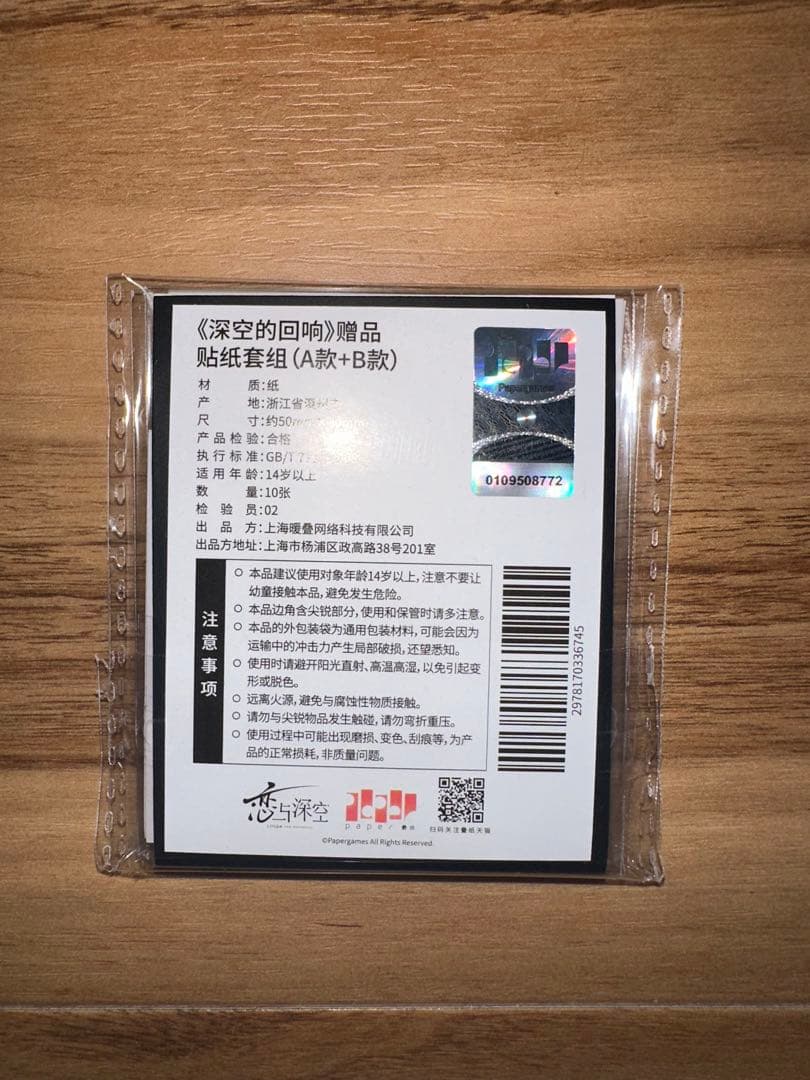 《深空的回响》赠品
贴纸套组(A款+B款)
材 质:纸
产 地:浙江省
尺 寸:约50mm
产品检验:合格
执行标准:GB/T
适用年龄:14岁以上
数 量:10张
检 验 员:02
出 品 方:上海暖叠网络科技有限公司
出品方地址:上海市杨浦区政高路38号201室
Papergames
0109508772
注意事项
○ 本品建议使用对象年龄14岁以上,注意不要让
幼童接触本品,避免发生危险。
○ 本品边角含尖锐部分,使用和保管时请多注意。
○ 本品的外包装袋为通用包装材料,可能会因为
运输中的冲击力产生局部破损,还望悉知。
○ 使用时请避开阳光直射、高温高湿,以免引起变
形或脱色。
○ 远离火源,避免与腐蚀性物质接触。
○ 请勿与尖锐物品发生触碰,请勿弯折重压。
○ 使用过程中可能出现磨损、变色、刮痕等,为产
品的正常损耗,非质量问题。
2978170336745
恋与深空
paper
扫码关注叠纸天猫
©Papergames All Rights Reserved.